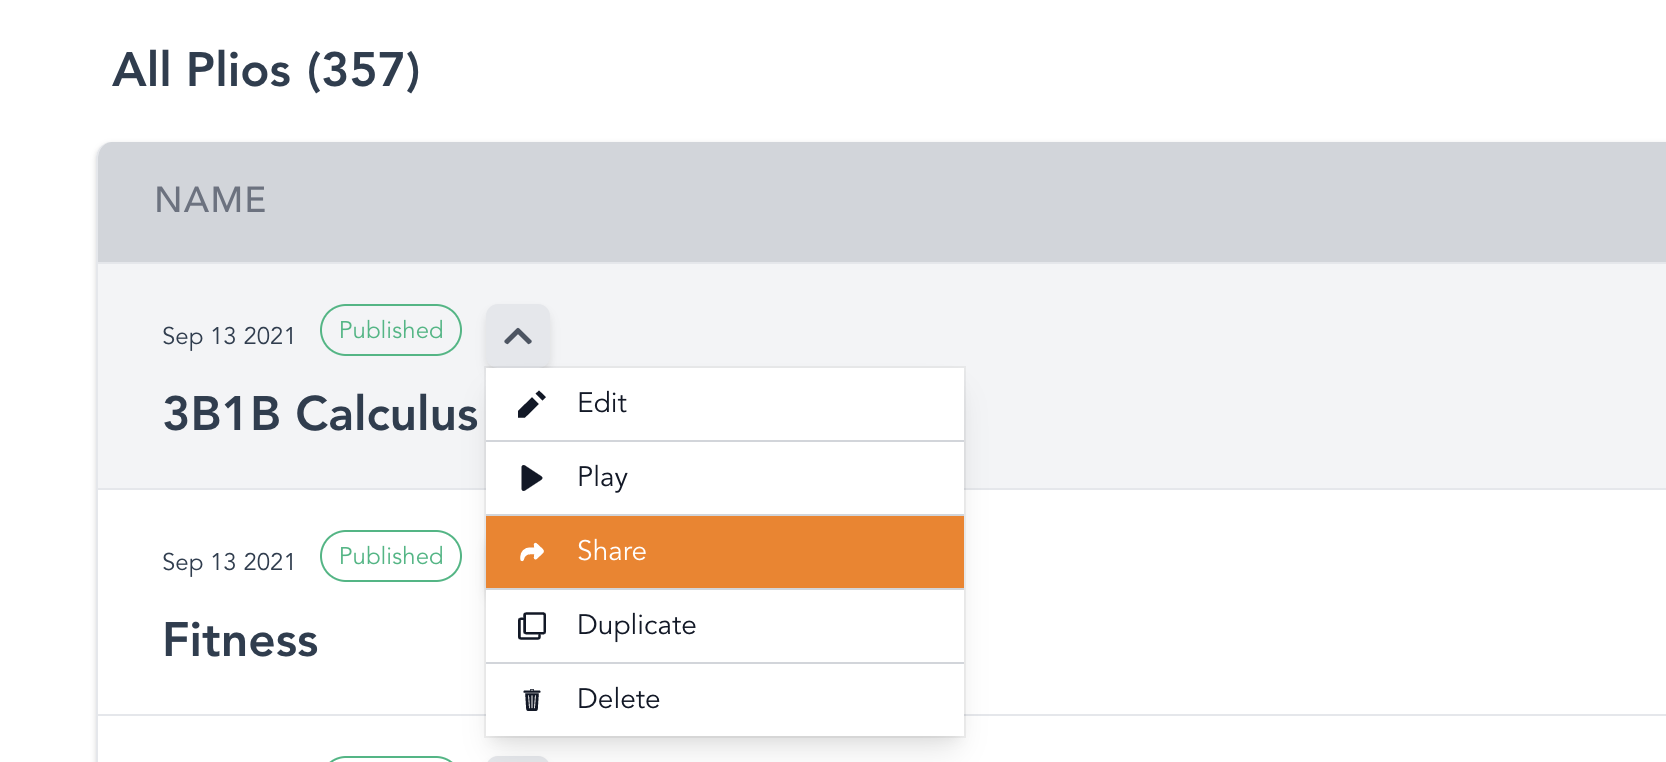 All Plios (357)
NAME
Sep 13 2021 Published
3B1B Calculus
Edit
Play
Share
Duplicate
Delete
Sep 13 2021 Published
Fitness